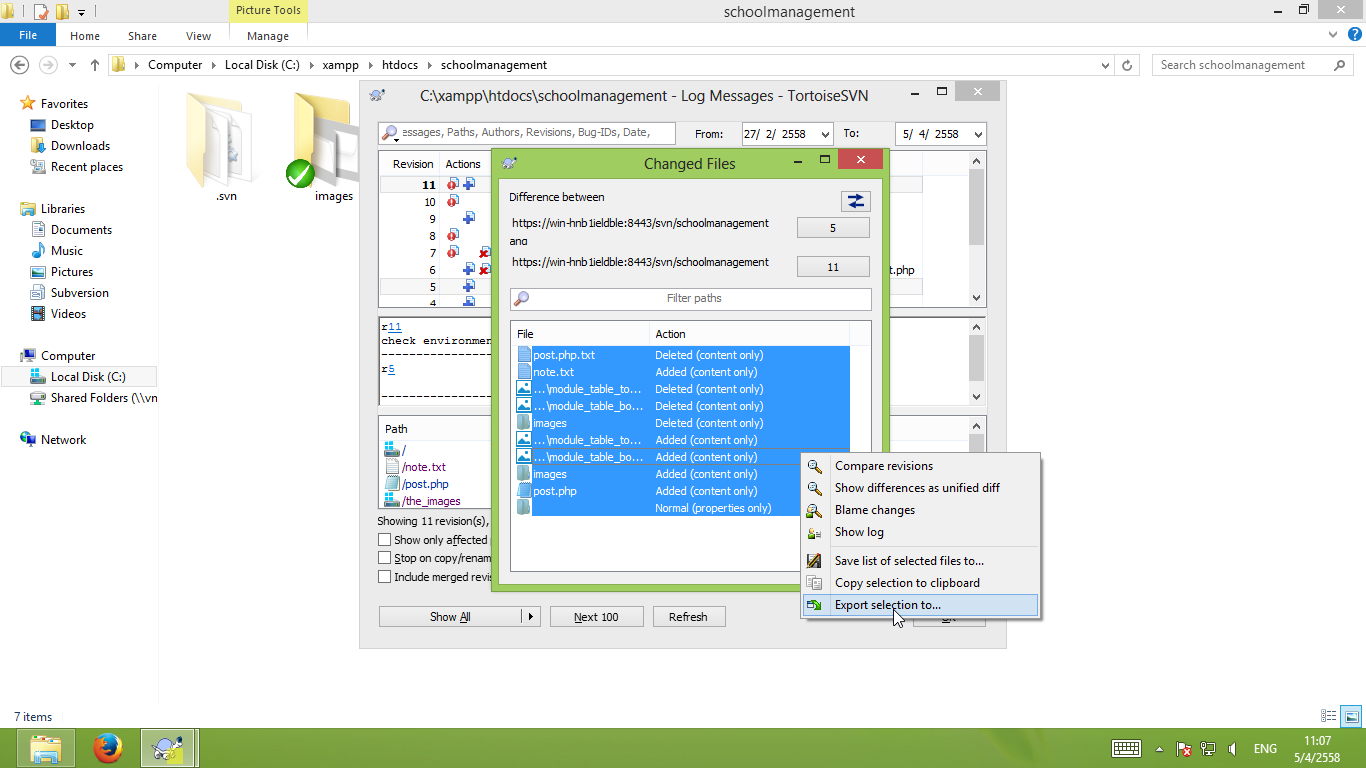 Picture Tools
schoolmanagement
File Home Share View Manage
Computer Local Disk (C:) xampp htdocs schoolmanagement
Search schoolmanagement
Favorites
Desktop
Downloads
Recent places
Libraries
Documents
Music
Pictures
Subversion
Videos
Computer
Local Disk (C:)
Shared Folders (\\vn
Network
.svn
images
C:\xampp\htdocs\schoolmanagement - Log Messages - TortoiseSVN
essages, Paths, Authors, Revisions, Bug-IDs, Date,
From: 27/ 2/ 2558 To: 5/ 4/ 2558
Revision Actions
11
10
9
8
7
6 t.php
5
4
r11
check environmen
-----------------
r5
-----------------
Path
/
/note.txt
/post.php
/the_images
Showing 11 revision(s),
Show only affected
Stop on copy/renam
Include merged revis
Show All Next 100 Refresh
Changed Files
Difference between
https://win-hnb1ieldble:8443/svn/schoolmanagement 5
and
https://win-hnb1ieldble:8443/svn/schoolmanagement 11
Filter paths
File Action
post.php.txt Deleted (content only)
note.txt Added (content only)
...\module_table_to... Deleted (content only)
...\module_table_bo... Deleted (content only)
images Deleted (content only)
...\module_table_to... Added (content only)
...\module_table_bo... Added (content only)
images Added (content only)
post.php Added (content only)
Normal (properties only)
Compare revisions
Show differences as unified diff
Blame changes
Show log
Save list of selected files to...
Copy selection to clipboard
Export selection to...
7 items
ENG
11:07
5/4/2558